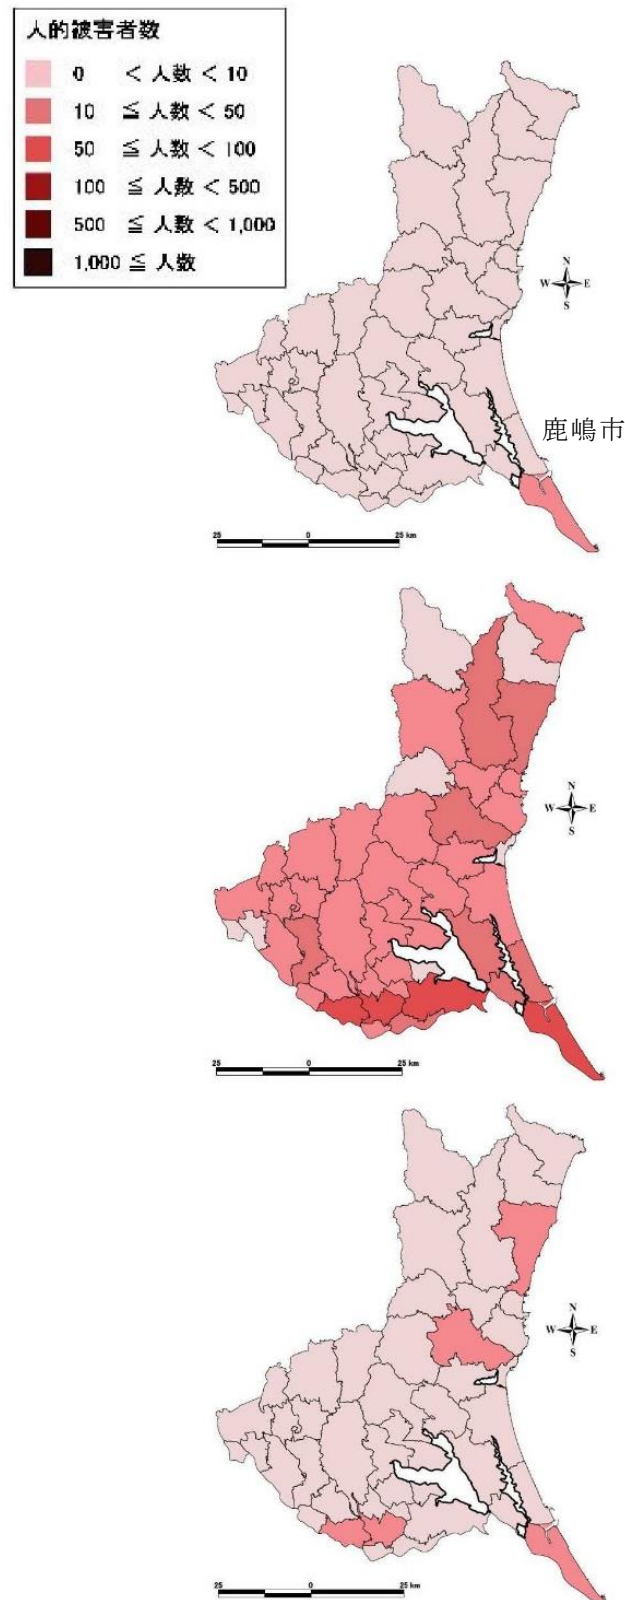 人的被害者数
0 < 人数 < 10
10 ≦ 人数 < 50
50 ≦ 人数 < 100
100 ≦ 人数 < 500
500 ≦ 人数 < 1,000
1,000 ≦ 人数
N
W E
S
鹿嶋市
25 0 25 km
N
W E
S
25 0 25 km
N
W E
S
25 0 25 km